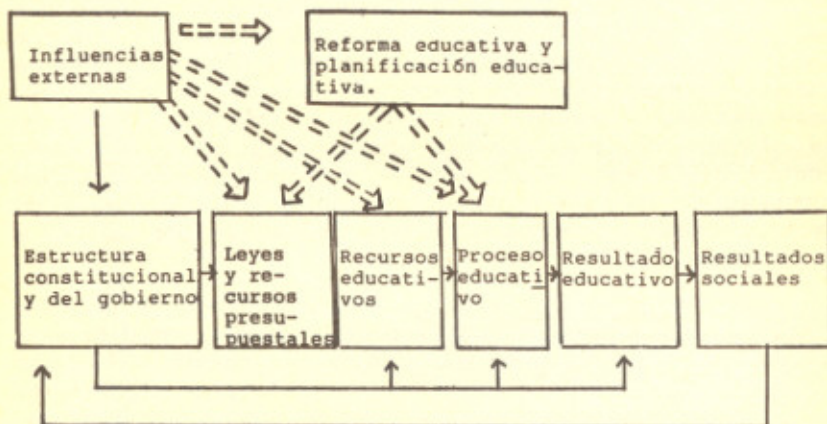 Influencias
externas
Reforma educativa y
planificación educa-
tiva.
Estructura
constitucional
y del gobierno
Leyes
y re-
cursos
presu-
puestales
Recursos
educati-
vos
Proceso
educati
vo
Resultado
educativo
Resultados
sociales